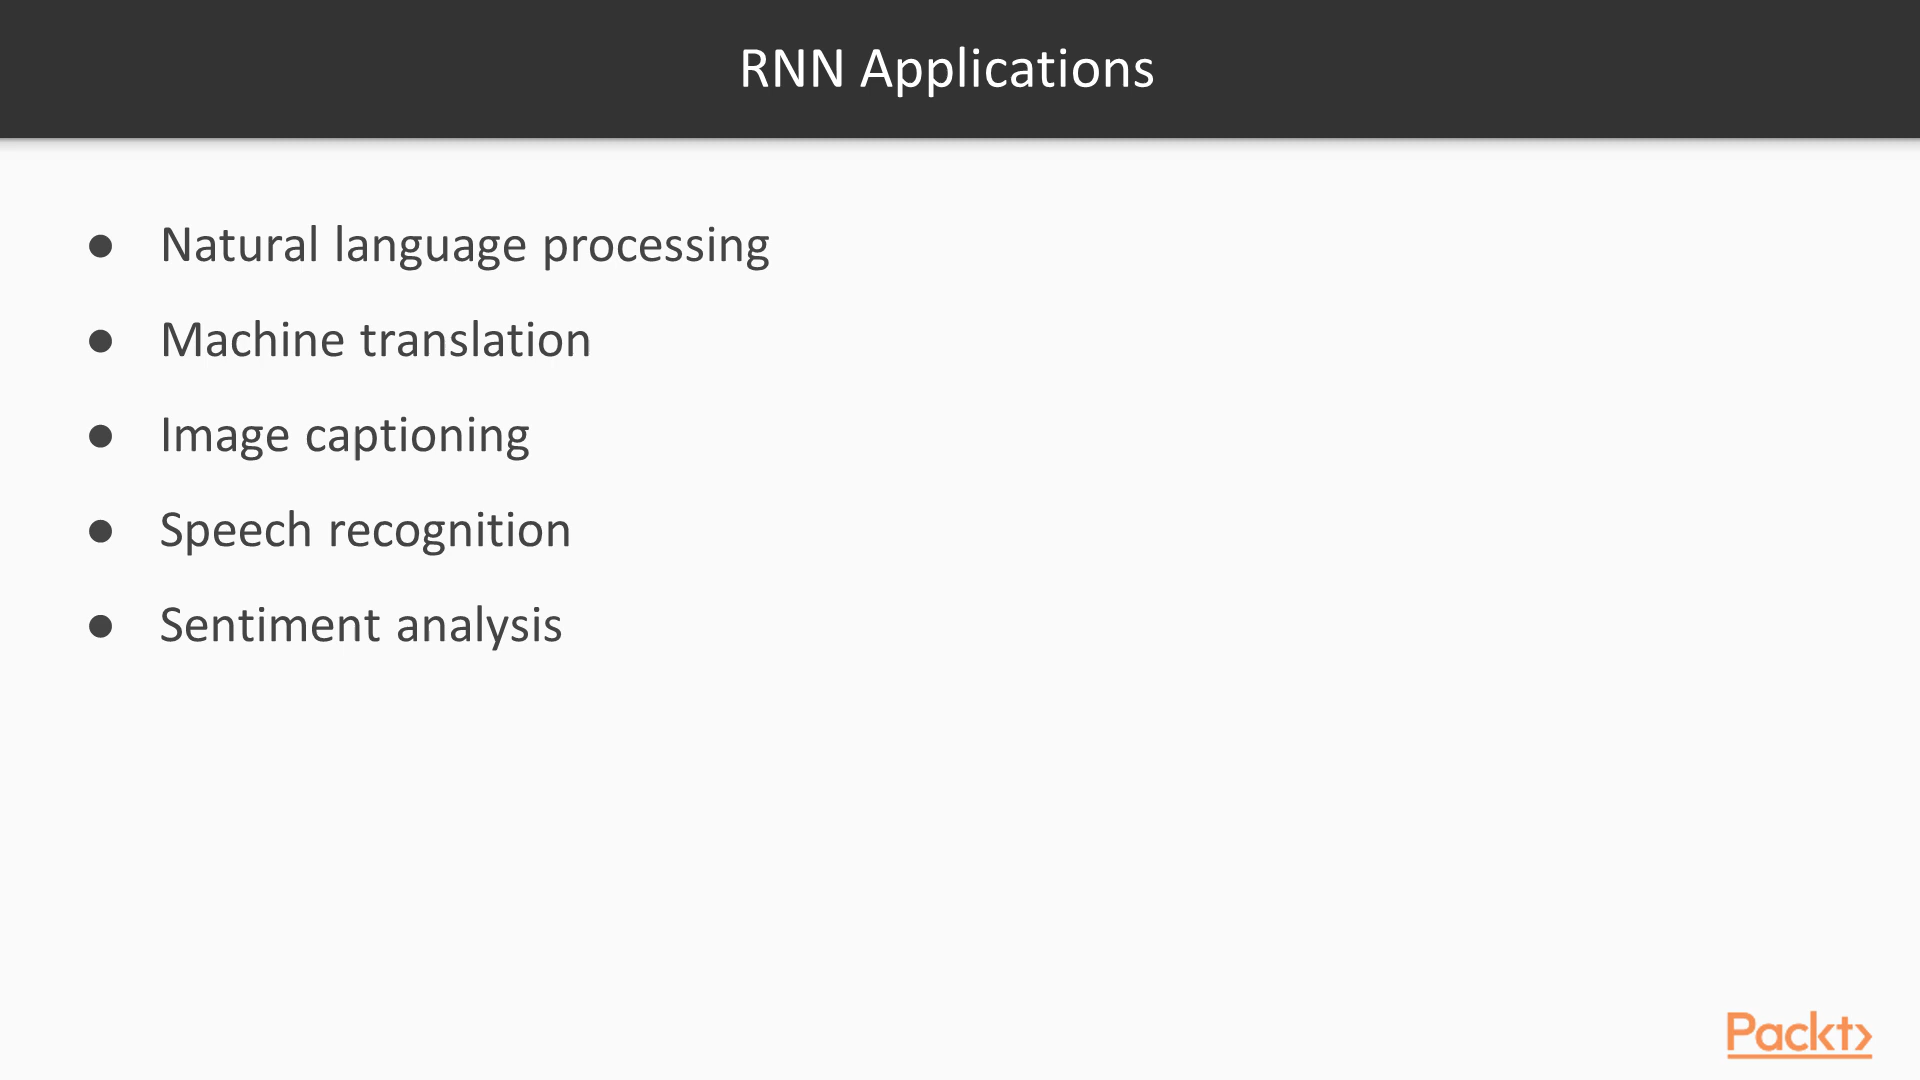 RNN Applications
● Natural language processing
● Machine translation
● Image captioning
● Speech recognition
● Sentiment analysis
Packt>